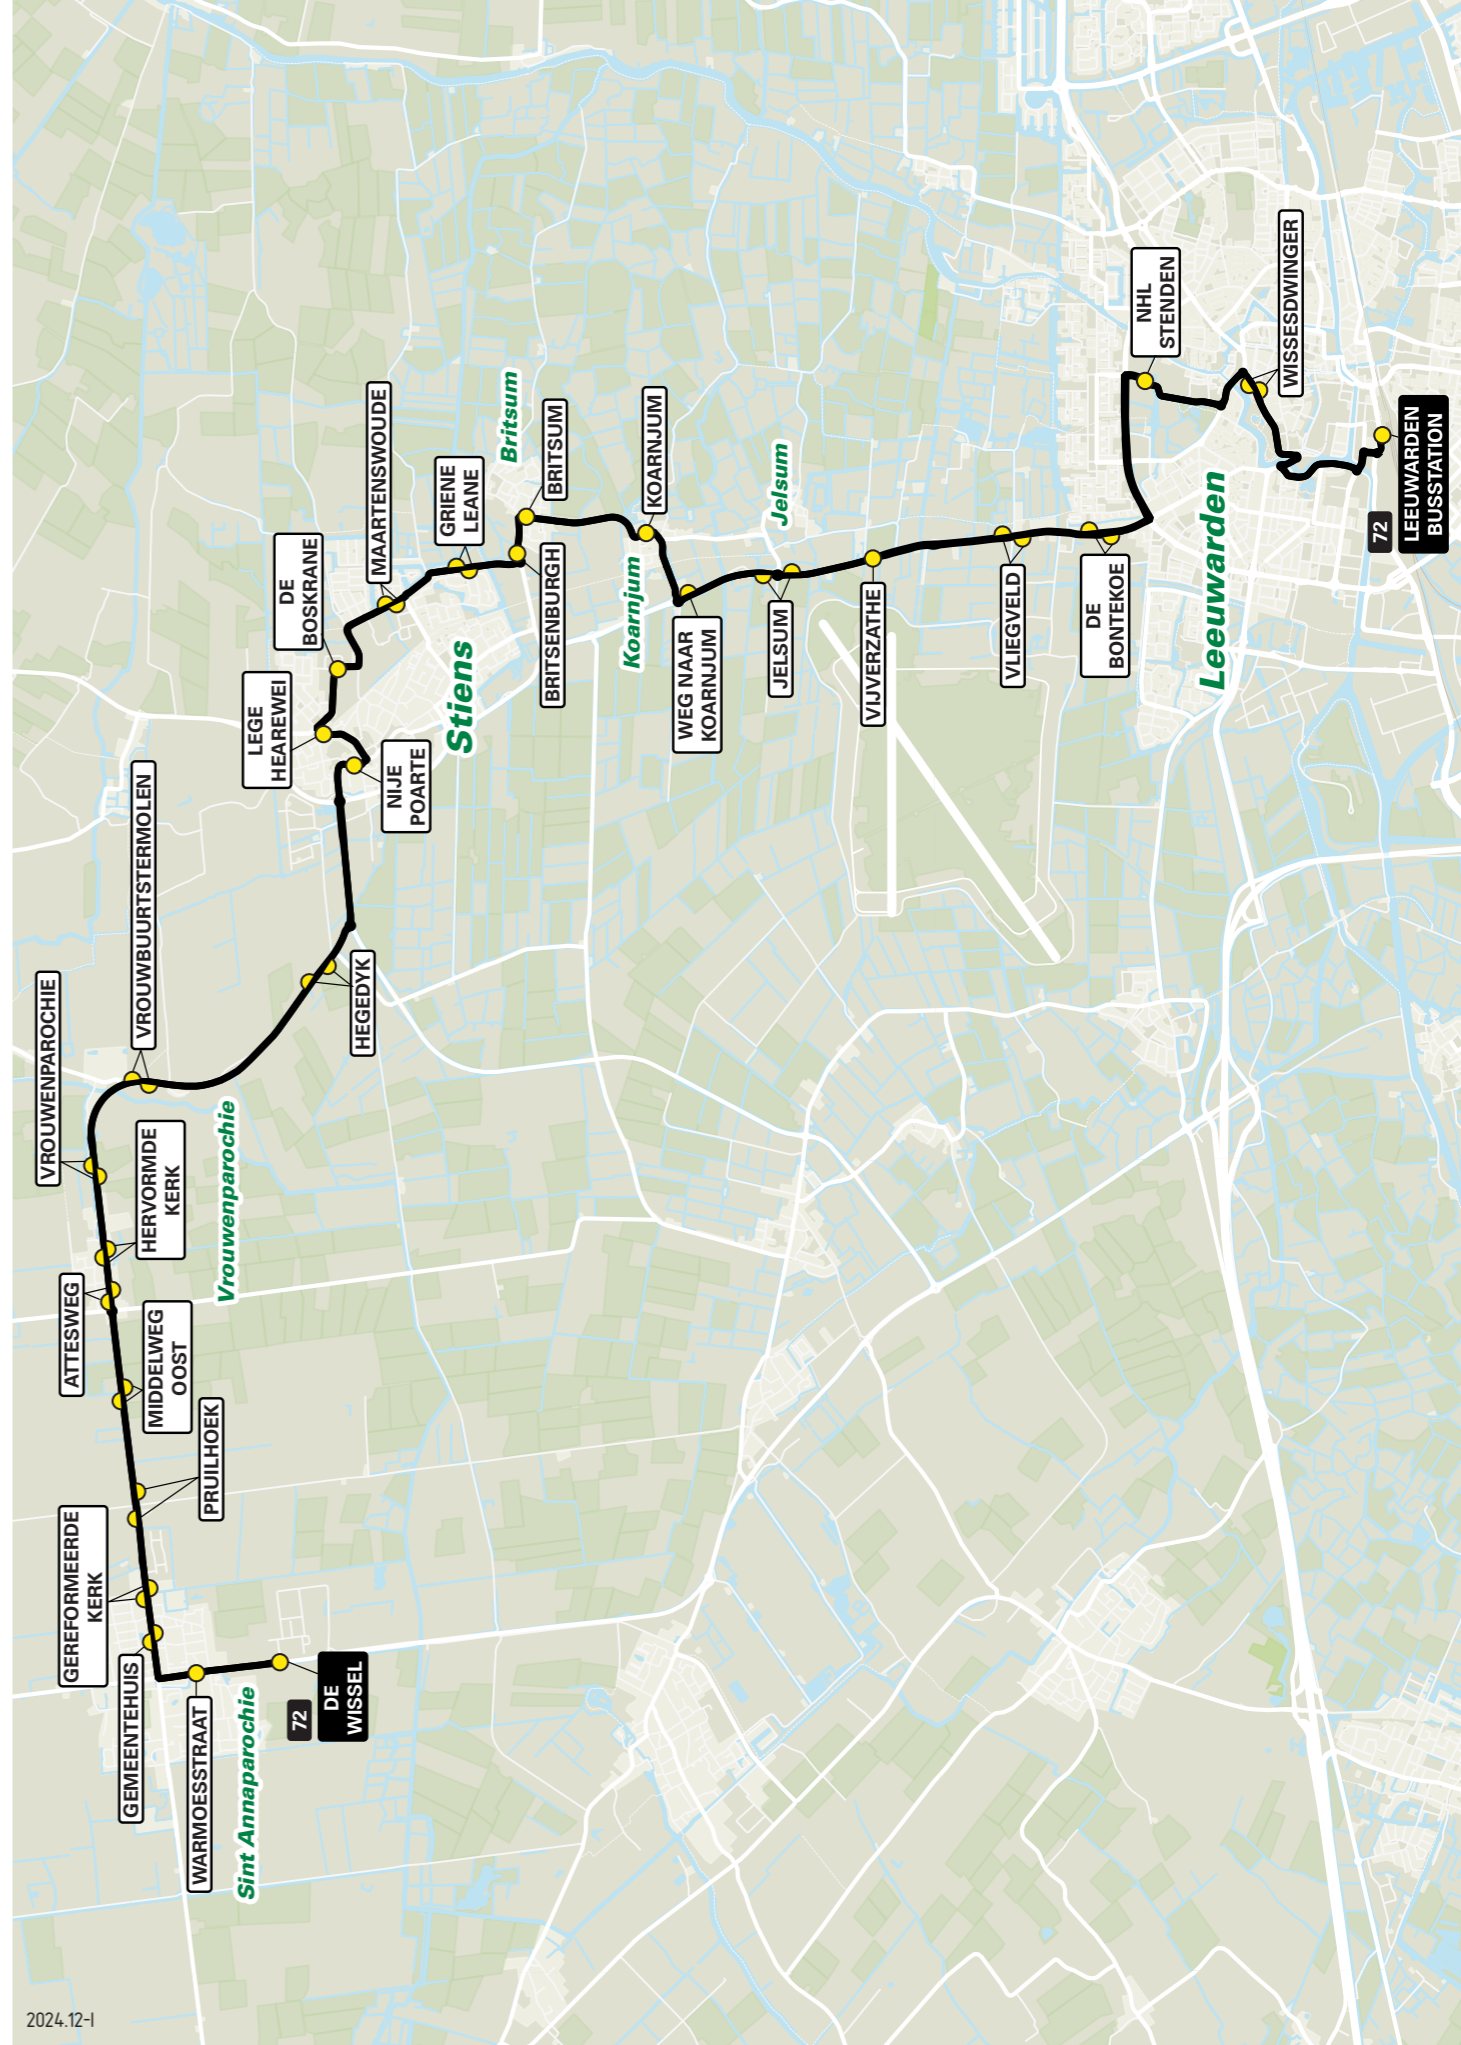 VROUWENPAROCHIE
VROUWBUURTSTERMOLEN
LEGE
HEAREWEI
DE
BOSKRANE
MAARTENSWOUDE
GRIENE
LEANE
Britsum
BRITSUM
KOARNJUM
Jelsum
NHL
STENDEN
WISSESDWINGER
ATTESWEG
HERVORMDE
KERK
Vrouwenparochie
HEGEDYK
NIJE
POARTE
Stiens
BRITSENBURGH
Koarnjum
WEG NAAR
KOARNJUM
JELSUM
VIJVERZATHE
VLIEGVELD
DE
BONTEKOE
Leeuwarden
72
LEEUWARDEN
BUSSTATION
GEREFORMEERDE
KERK
MIDDELWEG
OOST
PRUILHOEK
GEMEENTEHUIS
WARMOESSTRAAT
Sint Annaparochie
72
DE
WISSEL
2024.12-I